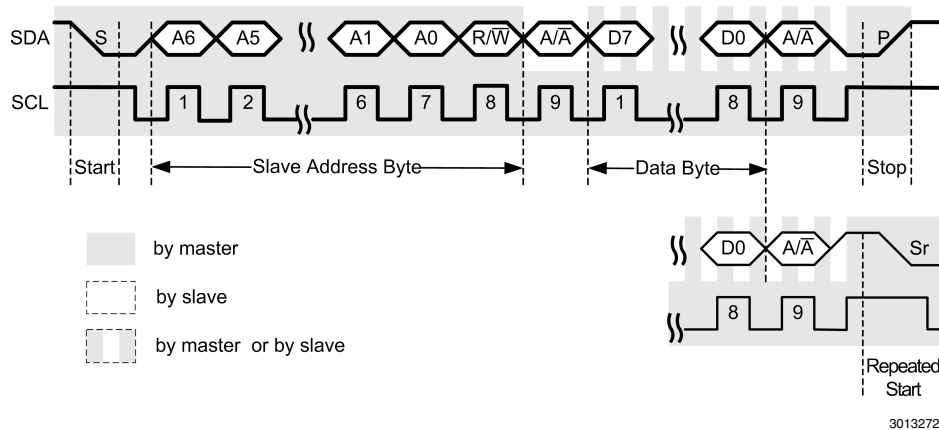 SDA S A6 A5 A1 A0 R/W̅ A/A̅ D7 D0 A/A̅ P
SCL 1 2 6 7 8 9 1 8 9
Start Slave Address Byte Data Byte Stop
D0 A/A̅ Sr
by master
by slave
8 9
by master or by slave
Repeated
Start
3013272